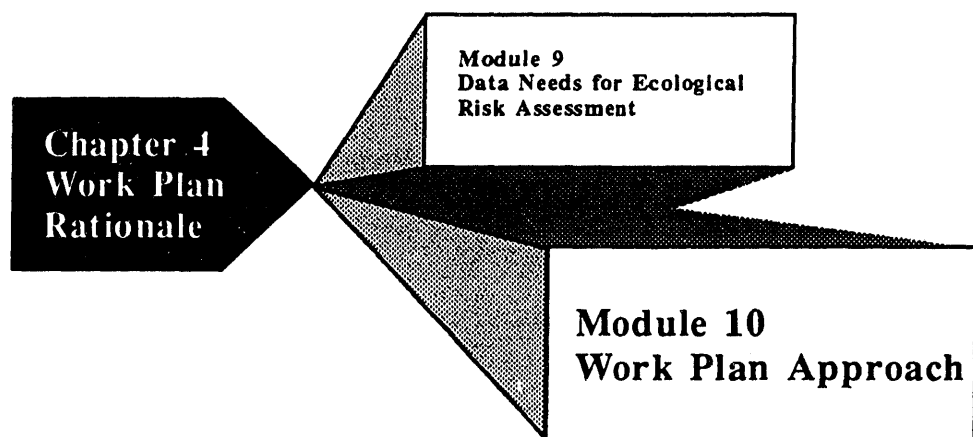 Chapter 4
Work Plan
Rationale
Module 9
Data Needs for Ecological
Risk Assessment
Module 10
Work Plan Approach